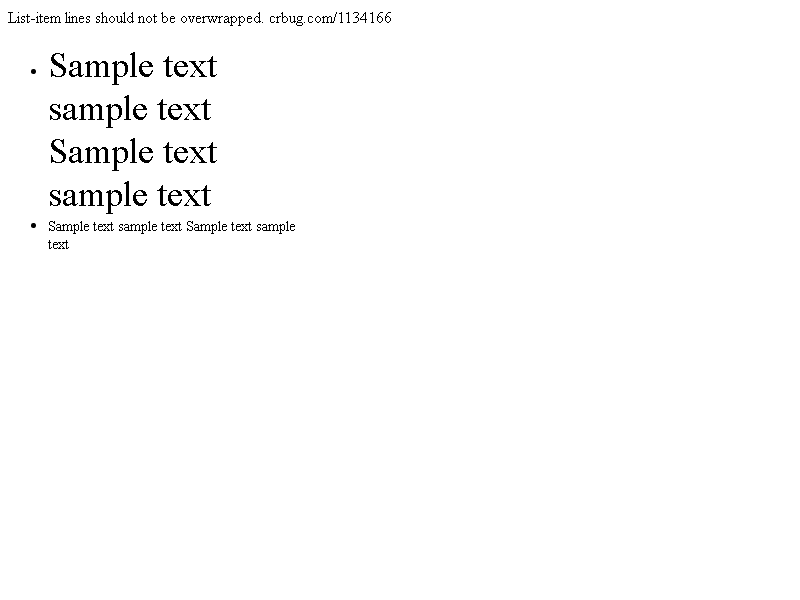 List-item lines should not be overwrapped. crbug.com/1134166
• Sample text
sample text
Sample text
sample text
• Sample text sample text Sample text sample
text